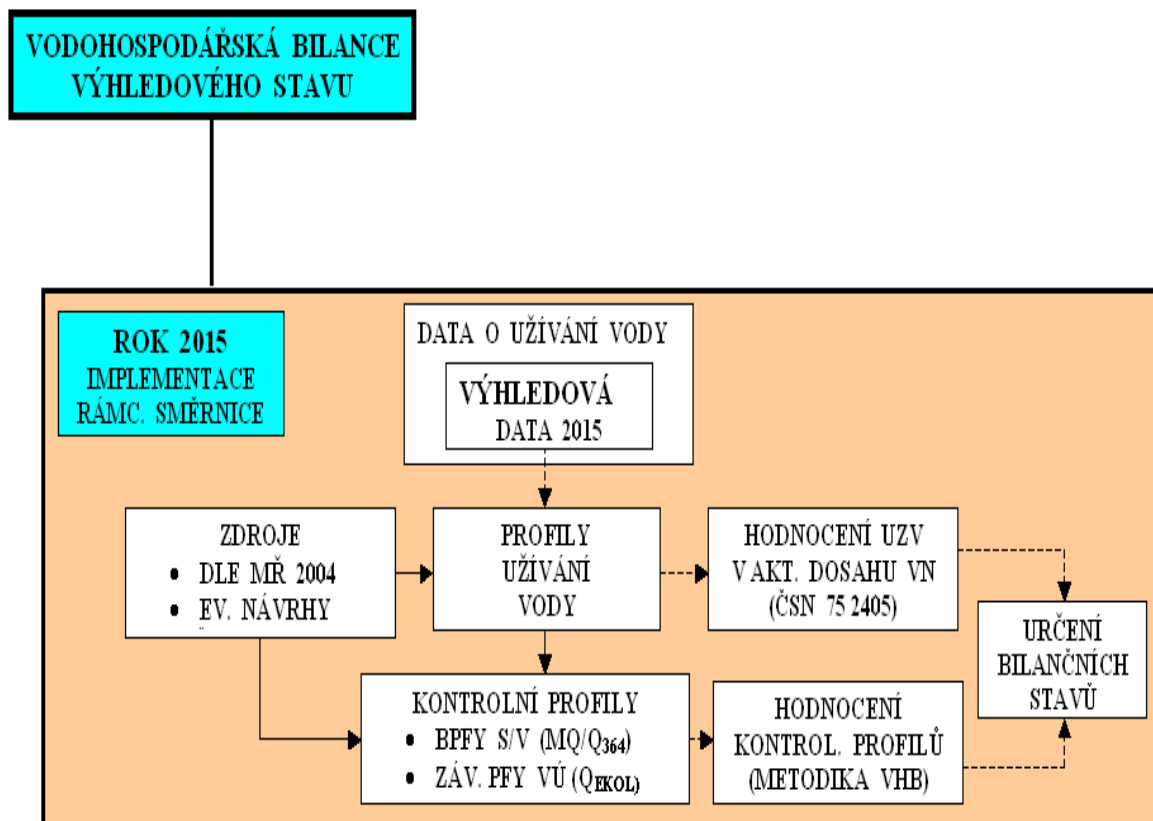 VODOHOSPODÁŘSKÁ BILANCE
VÝHLEDOVÉHO STAVU
ROK 2015
IMPLEMENTACE
RÁMC. SMĚRNICE
DATA O UŽÍVÁNÍ VODY
VÝHLEDOVÁ
DATA 2015
ZDROJE
• DLE MŘ 2004
• EV. NÁVRHY
PROFILY
UŽÍVÁNÍ
VODY
HODNOCENÍ UZV
V AKT. DOSAHU VN
(ČSN 75 2405)
URČENÍ
BILANČNÍCH
STAVŮ
KONTROLNÍ PROFILY
• BPFY S/V (MQ/Q364)
• ZÁV. PFY VÚ (QEKOL)
HODNOCENÍ
KONTROL. PROFILŮ
(METODIKA VHB)